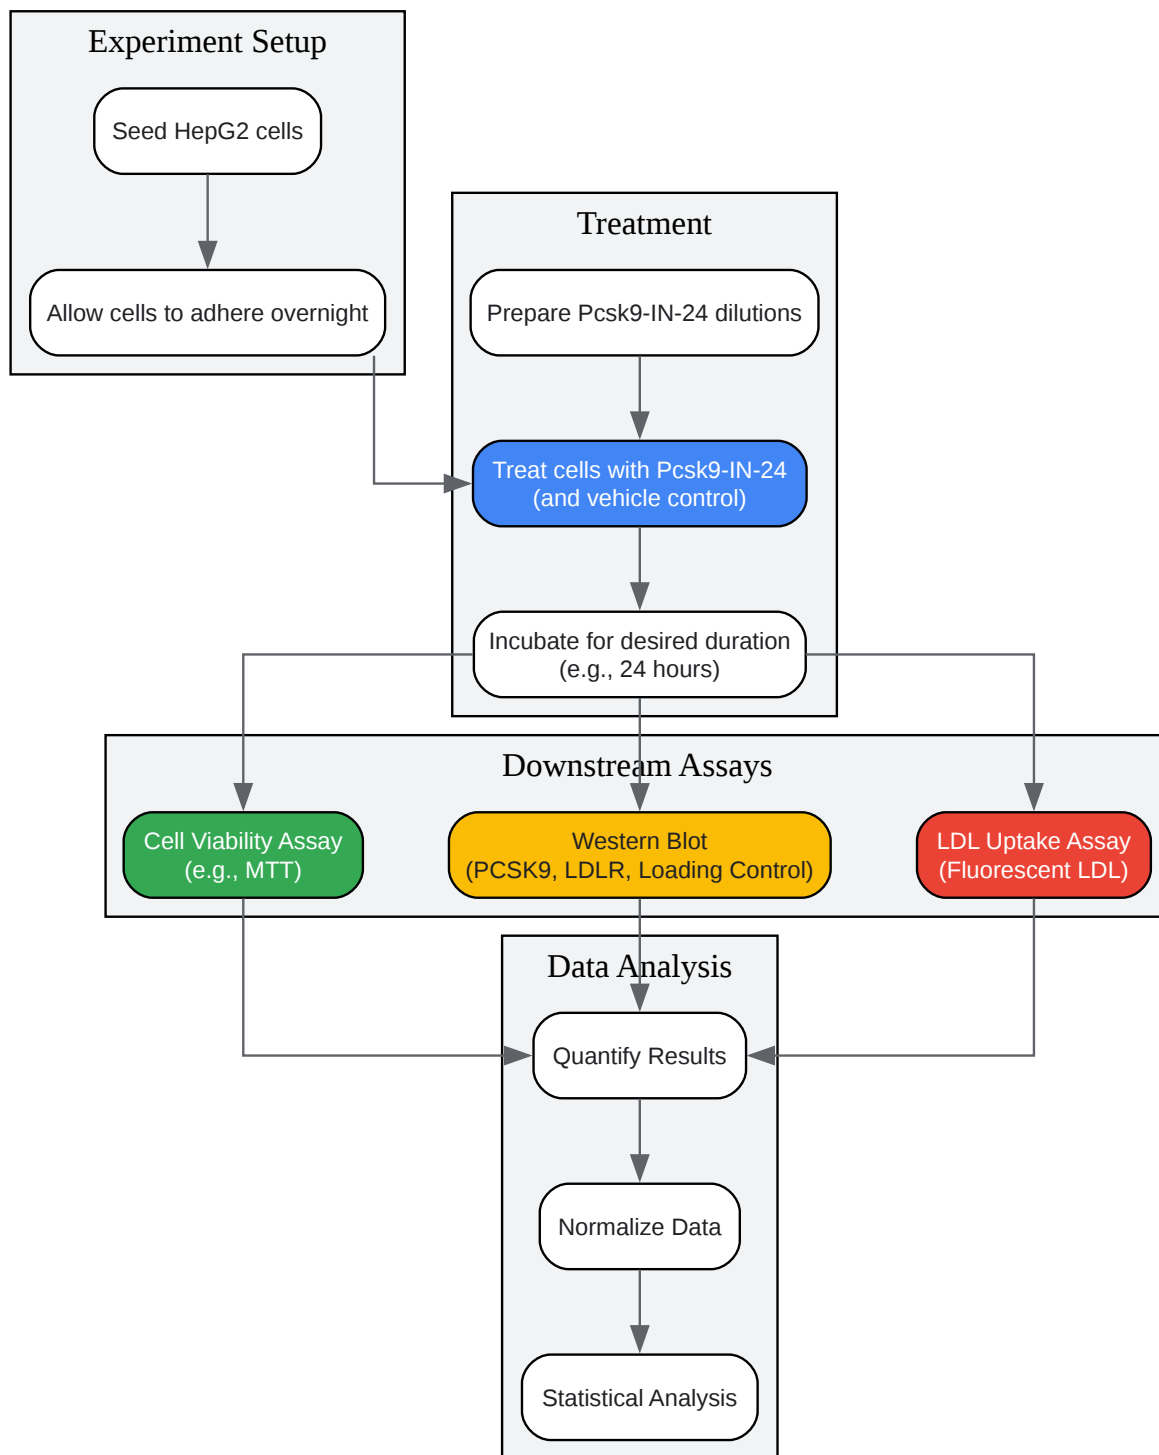 Experiment Setup
Seed HepG2 cells
Allow cells to adhere overnight
Treatment
Prepare Pcsk9-IN-24 dilutions
Treat cells with Pcsk9-IN-24
(and vehicle control)
Incubate for desired duration
(e.g., 24 hours)
Downstream Assays
Cell Viability Assay
(e.g., MTT)
Western Blot
(PCSK9, LDLR, Loading Control)
LDL Uptake Assay
(Fluorescent LDL)
Data Analysis
Quantify Results
Normalize Data
Statistical Analysis